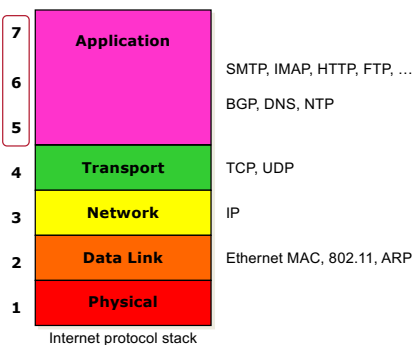 7
Application
6
SMTP, IMAP, HTTP, FTP, …
BGP, DNS, NTP
5
4
Transport
TCP, UDP
3
Network
IP
2
Data Link
Ethernet MAC, 802.11, ARP
1
Physical
Internet protocol stack